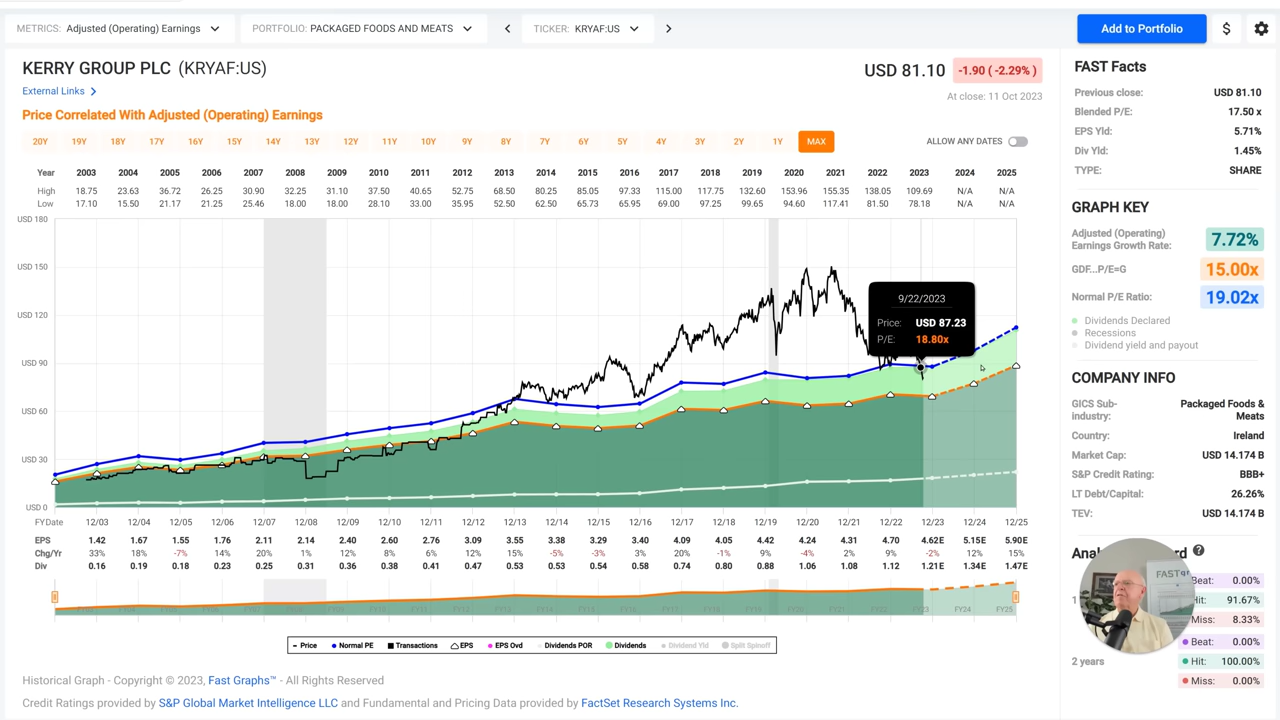 METRICS: Adjusted (Operating) Earnings PORTFOLIO: PACKAGED FOODS AND MEATS TICKER: KRYAF:US Add to Portfolio $
KERRY GROUP PLC (KRYAF:US) USD 81.10 -1.90 ( -2.29% )
External Links At close: 11 Oct 2023
Price Correlated With Adjusted (Operating) Earnings
20Y 19Y 18Y 17Y 16Y 15Y 14Y 13Y 12Y 11Y 10Y 9Y 8Y 7Y 6Y 5Y 4Y 3Y 2Y 1Y MAX ALLOW ANY DATES
Year 2003 2004 2005 2006 2007 2008 2009 2010 2011 2012 2013 2014 2015 2016 2017 2018 2019 2020 2021 2022 2023 2024 2025
High 18.75 23.63 36.72 26.25 30.90 32.25 31.10 37.50 40.65 52.75 68.50 80.25 85.05 97.33 115.00 117.75 132.60 153.96 155.35 138.05 109.69 N/A N/A
Low 17.10 15.50 21.17 21.25 25.46 18.00 18.00 28.10 33.00 35.95 52.50 62.50 65.73 65.95 69.00 97.25 99.65 94.60 117.41 81.50 78.18 N/A N/A
USD 180
USD 150
USD 120
USD 90
USD 60
USD 30
USD 0
9/22/2023
Price: USD 87.23
P/E: 18.80x
FYDate 12/03 12/04 12/05 12/06 12/07 12/08 12/09 12/10 12/11 12/12 12/13 12/14 12/15 12/16 12/17 12/18 12/19 12/20 12/21 12/22 12/23 12/24 12/25
EPS 1.42 1.67 1.55 1.76 2.11 2.14 2.40 2.60 2.76 3.09 3.55 3.38 3.29 3.40 4.09 4.05 4.42 4.24 4.31 4.70 4.62E 5.15E 5.90E
Chg/Yr 33% 18% -7% 14% 20% 1% 12% 8% 6% 12% 15% -5% -3% 3% 20% -1% 9% -4% 2% 9% -2% 12% 15%
Div 0.16 0.19 0.18 0.23 0.25 0.31 0.36 0.38 0.41 0.47 0.53 0.54 0.54 0.58 0.74 0.80 0.88 1.06 1.08 1.12 1.21E 1.34E 1.47E
Price Normal PE Transactions EPS EPS Ovd Dividends POR Dividends Dividend Yld Split Spinoff
Historical Graph - Copyright © 2023, Fast Graphs™ - All Rights Reserved
Credit Ratings provided by S&P Global Market Intelligence LLC and Fundamental and Pricing Data provided by FactSet Research Systems Inc.
FAST Facts
Previous close: USD 81.10
Blended P/E: 17.50 x
EPS Yld: 5.71%
Div Yld: 1.45%
TYPE: SHARE
GRAPH KEY
Adjusted (Operating)
Earnings Growth Rate: 7.72%
GDF...P/E=G 15.00x
Normal P/E Ratio: 19.02x
Dividends Declared
Recessions
Dividend yield and payout
COMPANY INFO
GICS Sub-
industry: Packaged Foods &
Meats
Country: Ireland
Market Cap: USD 14.174 B
S&P Credit Rating: BBB+
LT Debt/Capital: 26.26%
TEV: USD 14.174 B
FAST
Beat: 0.00%
Hit: 91.67%
Miss: 8.33%
Beat: 0.00%
2 years Hit: 100.00%
Miss: 0.00%